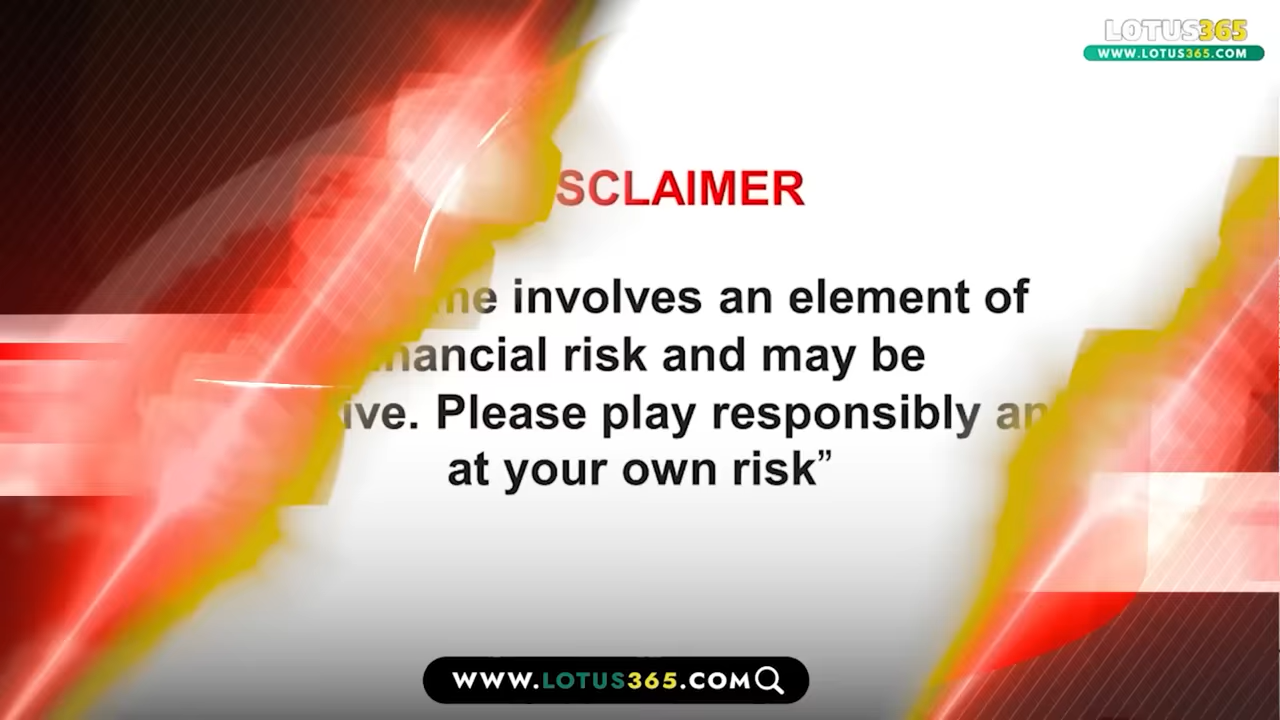 LOTUS365
WWW.LOTUS365.COM
SCLAIMER
me involves an element of
nancial risk and may be
ive. Please play responsibly an
at your own risk”
WWW.LOTUS365.COM